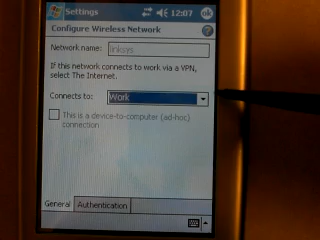 Settings 12:07 ok
Configure Wireless Network ?
Network name: linksys
If this network connects to work via a VPN,
select The Internet.
Connects to: Work
This is a device-to-computer (ad-hoc)
connection
General Authentication